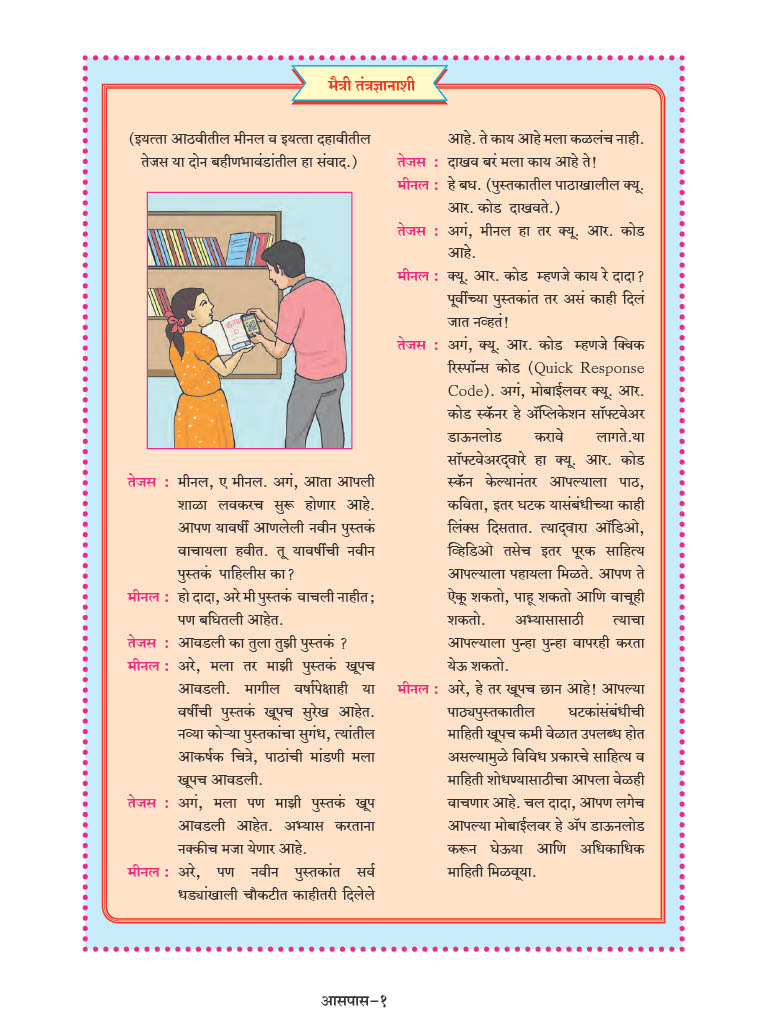 मैत्री तंत्रज्ञानाशी
(इयत्ता आठवीतील मीनल व इयत्ता दहावीतील
तेजस या दोन बहीणभावंडांतील हा संवाद.)
तेजस : मीनल, ए मीनल. अगं, आता आपली
शाळा लवकरच सुरू होणार आहे.
आपण यावर्षी आणलेली नवीन पुस्तकं
वाचायला हवीत. तू यावर्षीची नवीन
पुस्तकं पाहिलीस का?
मीनल : हो दादा, अरे मी पुस्तकं वाचली नाहीत;
पण बघितली आहेत.
तेजस : आवडली का तुला तुझी पुस्तकं ?
मीनल : अरे, मला तर माझी पुस्तकं खूपच
आवडली. मागील वर्षापेक्षाही या
वर्षीची पुस्तकं खूपच सुरेख आहेत.
नव्या कोऱ्या पुस्तकांचा सुगंध, त्यांतील
आकर्षक चित्रे, पाठांची मांडणी मला
खूपच आवडली.
तेजस : अगं, मला पण माझी पुस्तकं खूप
आवडली आहेत. अभ्यास करताना
नक्कीच मजा येणार आहे.
मीनल : अरे, पण नवीन पुस्तकांत सर्व
धड्यांखाली चौकटीत काहीतरी दिलेले
आहे. ते काय आहे मला कळलंच नाही.
तेजस : दाखव बरं मला काय आहे ते!
मीनल : हे बघ. (पुस्तकातील पाठाखालील क्यू.
आर. कोड दाखवते.)
तेजस : अगं, मीनल हा तर क्यू. आर. कोड
आहे.
मीनल : क्यू. आर. कोड म्हणजे काय रे दादा?
पूर्वीच्या पुस्तकांत तर असं काही दिलं
जात नव्हतं!
तेजस : अगं, क्यू. आर. कोड म्हणजे क्विक
रिस्पॉन्स कोड (Quick Response
Code). अगं, मोबाईलवर क्यू. आर.
कोड स्कॅनर हे ॲप्लिकेशन सॉफ्टवेअर
डाऊनलोड करावे लागते.या
सॉफ्टवेअरद्‌वारे हा क्यू. आर. कोड
स्कॅन केल्यानंतर आपल्याला पाठ,
कविता, इतर घटक यासंबंधीच्या काही
लिंक्स दिसतात. त्याद्‌वारा ऑडिओ,
व्हिडिओ तसेच इतर पूरक साहित्य
आपल्याला पहायला मिळते. आपण ते
ऐकू शकतो, पाहू शकतो आणि वाचूही
शकतो. अभ्यासासाठी त्याचा
आपल्याला पुन्हा पुन्हा वापरही करता
येऊ शकतो.
मीनल : अरे, हे तर खूपच छान आहे! आपल्या
पाठ्यपुस्तकातील घटकांसंबंधीची
माहिती खूपच कमी वेळात उपलब्ध होत
असल्यामुळे विविध प्रकारचे साहित्य व
माहिती शोधण्यासाठीचा आपला वेळही
वाचणार आहे. चल दादा, आपण लगेच
आपल्या मोबाईलवर हे ॲप डाऊनलोड
करून घेऊया आणि अधिकाधिक
माहिती मिळवूया.
आसपास–१